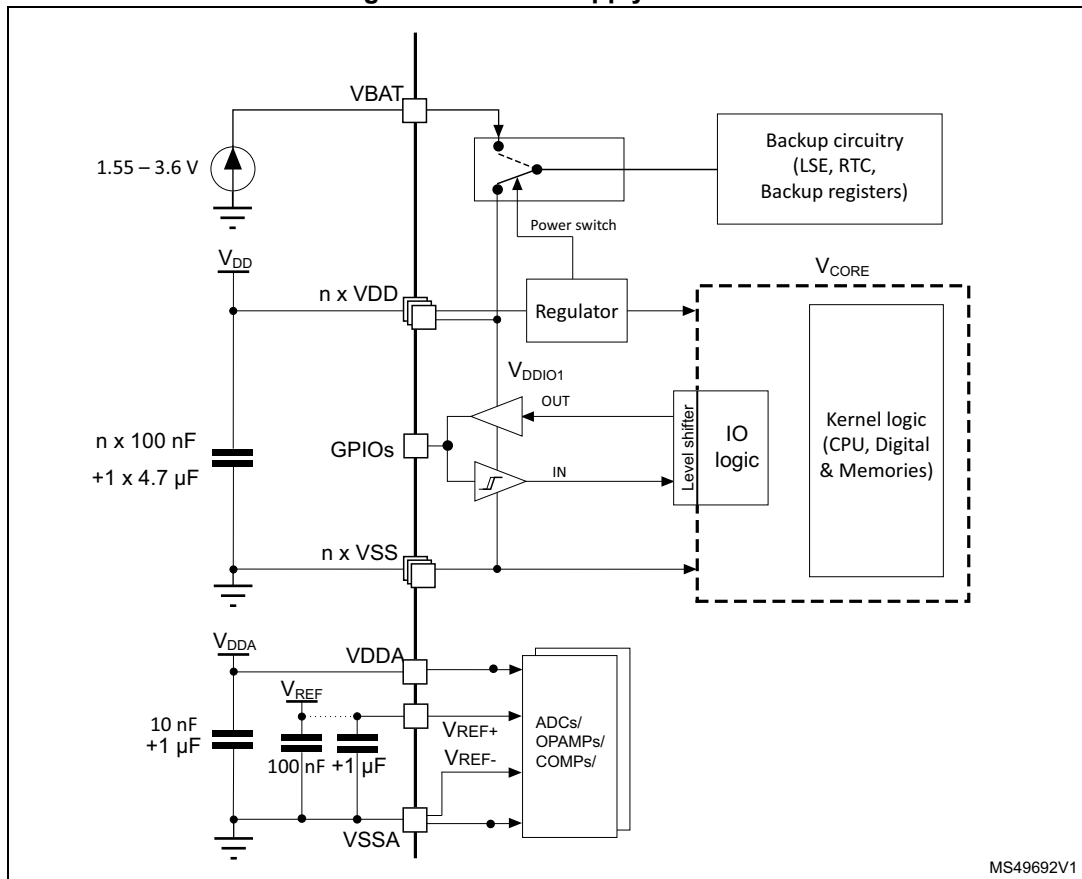 VBAT
1.55 – 3.6 V
Backup circuitry
(LSE, RTC,
Backup registers)
Power switch
VDD
n x VDD
Regulator
VCORE
VDDIO1
OUT
n x 100 nF
+1 x 4.7 µF
GPIOs
IN
Level shifter
IO
logic
Kernel logic
(CPU, Digital
& Memories)
n x VSS
VDDA
VDDA
VREF
10 nF
+1 µF
100 nF
+1 µF
VREF+
VREF-
ADCs/
OPAMPs/
COMPs/
VSSA
MS49692V1